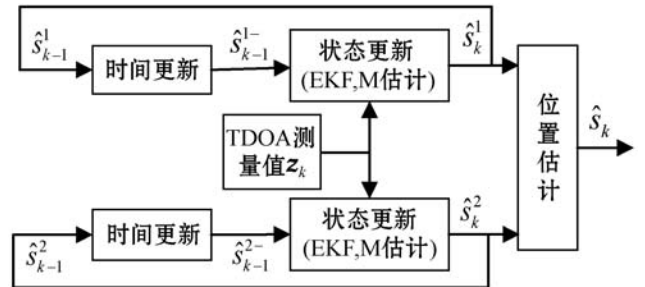 ŝ¹ₖ₋₁
时间更新
ŝ¹⁻ₖ₋₁
状态更新
(EKF,M估计)
ŝ¹ₖ
TDOA测
量值zₖ
位置估计
ŝₖ
ŝ²ₖ₋₁
时间更新
ŝ²⁻ₖ₋₁
状态更新
(EKF,M估计)
ŝ²ₖ